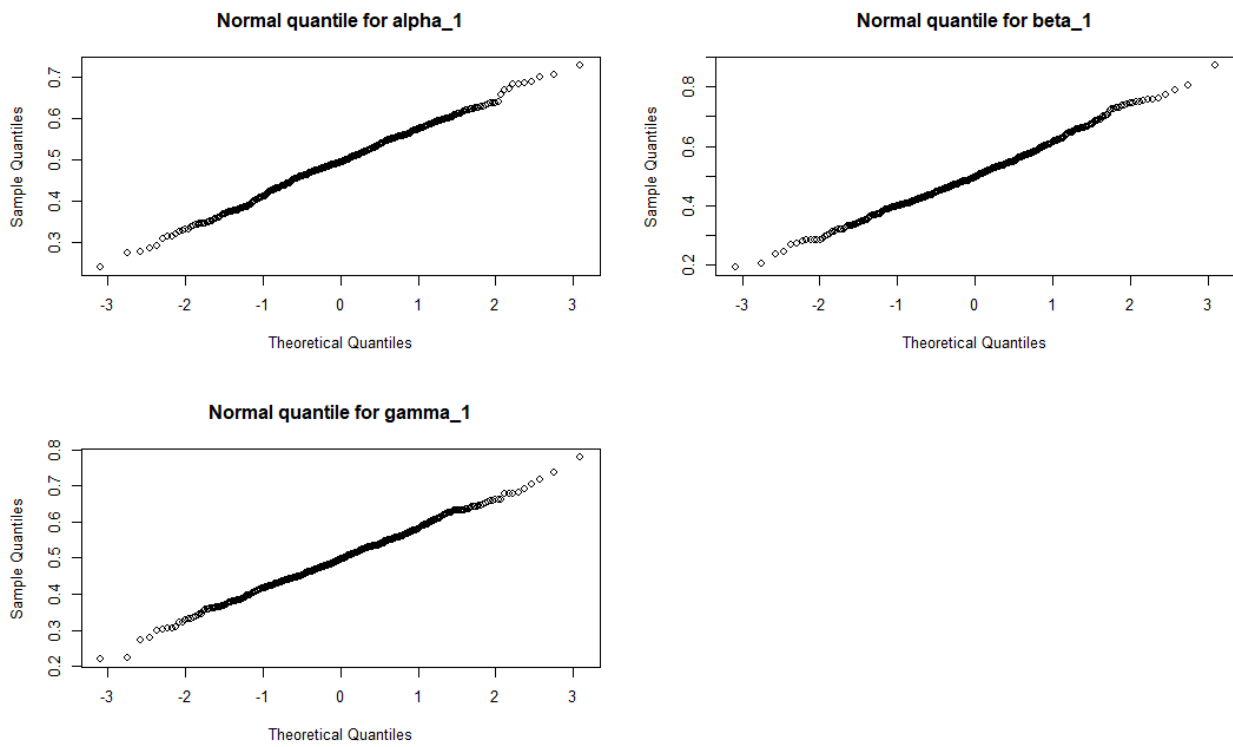 Normal quantile for alpha_1
Sample Quantiles
0.3 0.4 0.5 0.6 0.7
-3 -2 -1 0 1 2 3
Theoretical Quantiles
Normal quantile for beta_1
Sample Quantiles
0.2 0.4 0.6 0.8
-3 -2 -1 0 1 2 3
Theoretical Quantiles
Normal quantile for gamma_1
Sample Quantiles
0.2 0.3 0.4 0.5 0.6 0.7 0.8
-3 -2 -1 0 1 2 3
Theoretical Quantiles